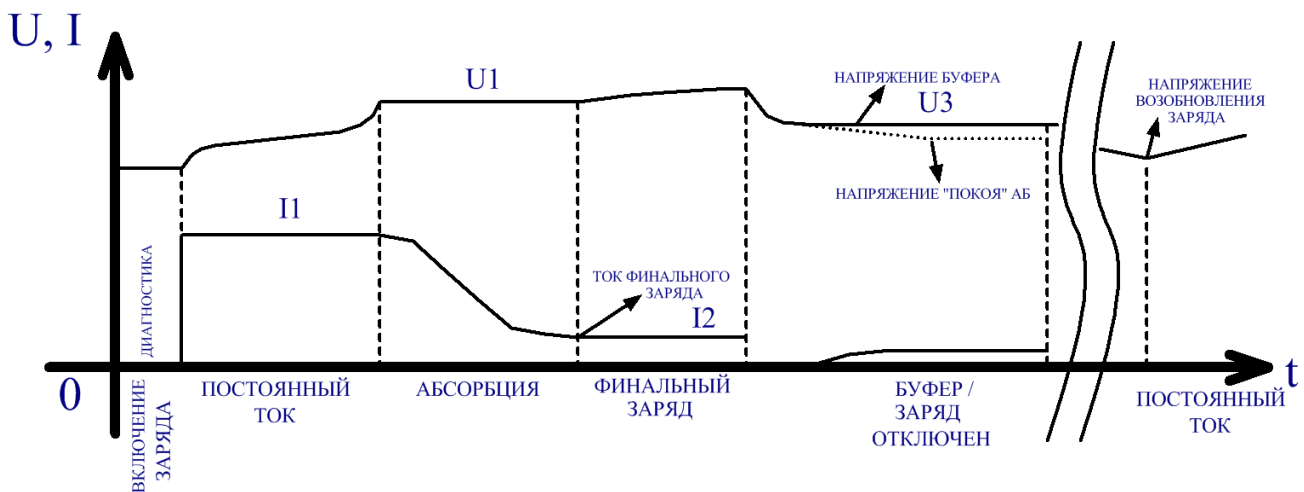 U, I
U1
НАПРЯЖЕНИЕ БУФЕРА
U3
НАПРЯЖЕНИЕ
ВОЗОБНОВЛЕНИЯ
ЗАРЯДА
НАПРЯЖЕНИЕ "ПОКОЯ" АБ
I1
ТОК ФИНАЛЬНОГО
ЗАРЯДА
I2
ДИАГНОСТИКА
0
t
ВКЛЮЧЕНИЕ
ЗАРЯДА
ПОСТОЯННЫЙ
ТОК
АБСОРЬЦИЯ
ФИНАЛЬНЫЙ
ЗАРЯД
БУФЕР /
ЗАРЯД
ОТКЛЮЧЕН
ПОСТОЯННЫЙ
ТОК